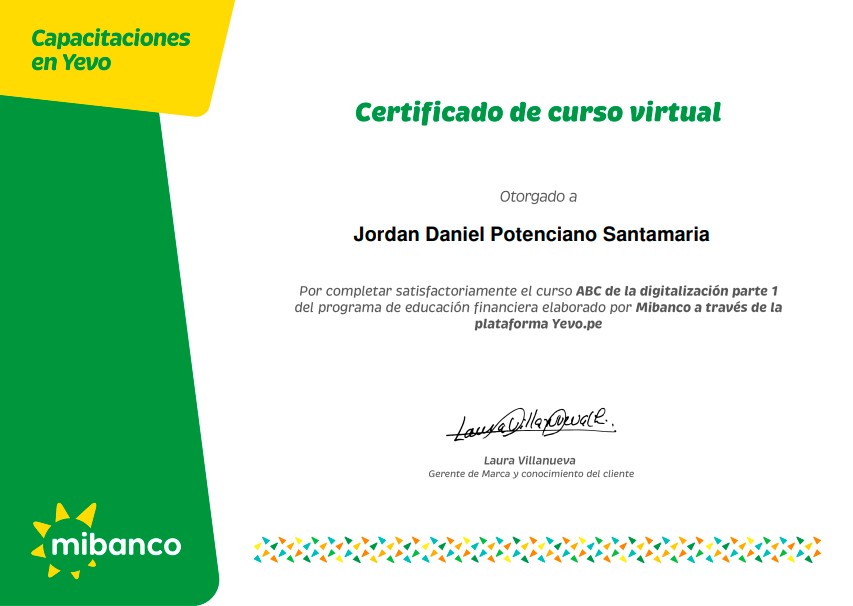 Capacitaciones
en Yevo
Certificado de curso virtual
Otorgado a
Jordan Daniel Potenciano Santamaria
Por completar satisfactoriamente el curso ABC de la digitalización parte 1
del programa de educación financiera elaborado por Mibanco a través de la
plataforma Yevo.pe
Laura Villanueva R.
Laura Villanueva
Gerente de Marca y conocimiento del cliente
mibanco